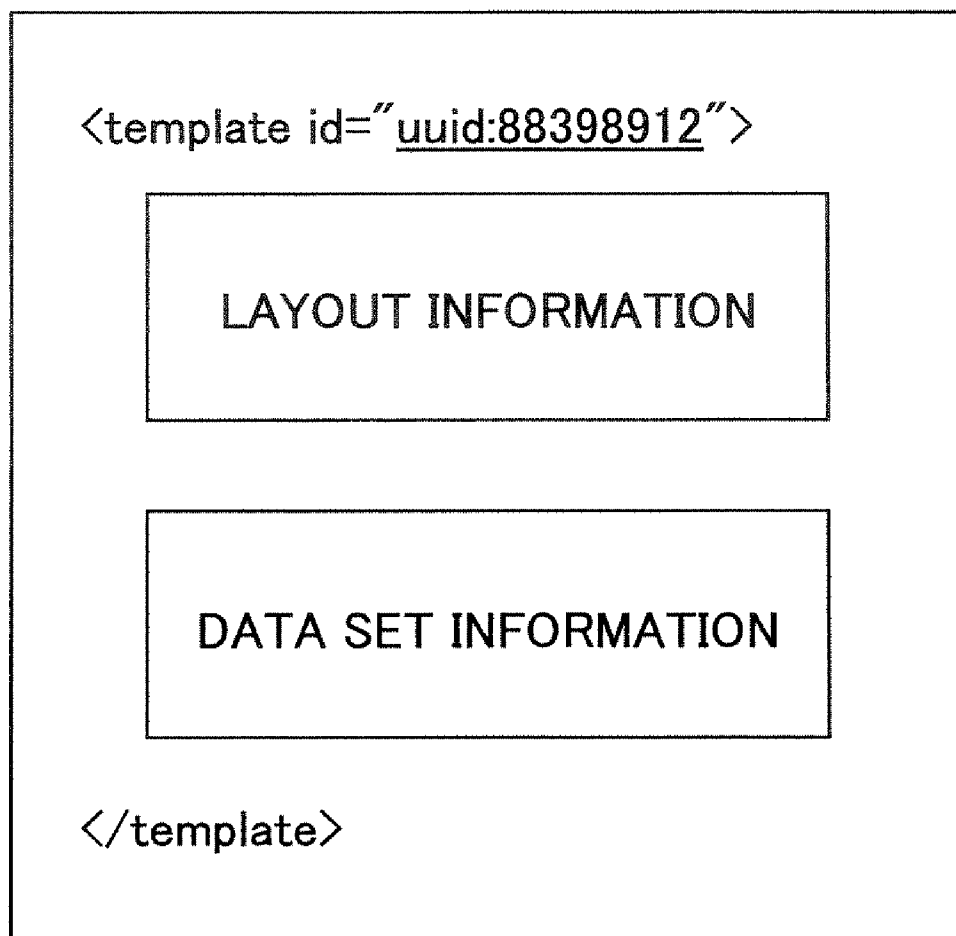 <template id="uuid:88398912">
LAYOUT INFORMATION
DATA SET INFORMATION
</template>